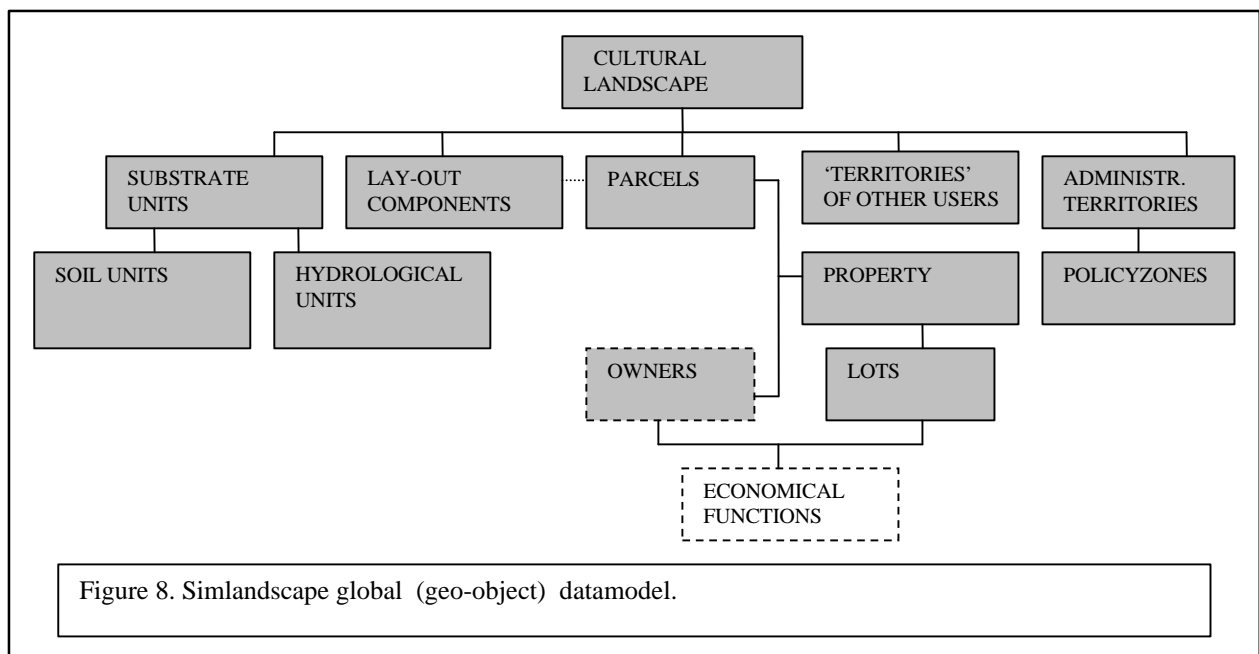 CULTURAL
LANDSCAPE
SUBSTRATE
UNITS
LAY-OUT
COMPONENTS
PARCELS
‘TERRITORIES’
OF OTHER USERS
ADMINISTR.
TERRITORIES
SOIL UNITS
HYDROLOGICAL
UNITS
PROPERTY
POLICYZONES
OWNERS
LOTS
ECONOMICAL
FUNCTIONS
Figure 8. Simlandscape global (geo-object) datamodel.